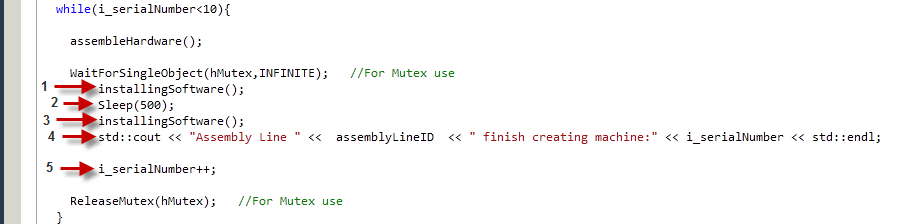 while(i_serialNumber<10){
assembleHardware();
WaitForSingleObject(hMutex,INFINITE);   //For Mutex use
1 installingSoftware();
2 Sleep(500);
3 installingSoftware();
4 std::cout << "Assembly Line " <<  assemblyLineID  << " finish creating machine:" << i_serialNumber << std::endl;
5 i_serialNumber++;
ReleaseMutex(hMutex);   //For Mutex use
}